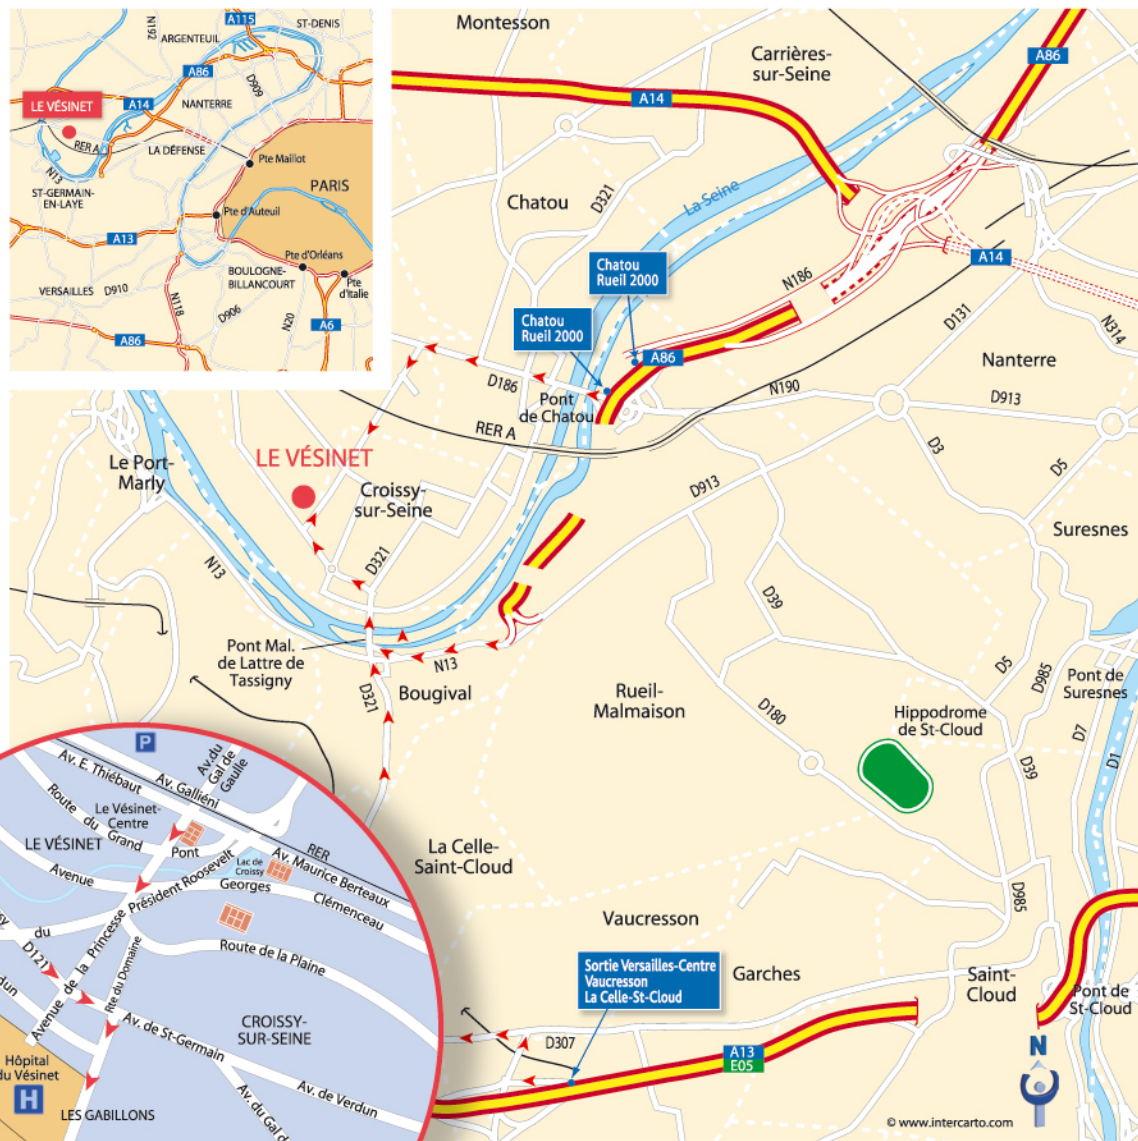 A115
ST-DENIS
N192
ARGENTEUIL
A86
D909
LE VÉSINET
A14
NANTERRE
RER A
LA DÉFENSE
N13
Pte Maillot
ST-GERMAIN-
EN-LAYE
PARIS
Pte d'Auteuil
A13
Pte d'Orléans
BOULOGNE-
BILLANCOURT
Pte
d'Italie
VERSAILLES
D910
N118
D906
N20
A6
A86
Montesson
Carrières-
sur-Seine
A86
A14
La Seine
D321
Chatou
Chatou
Rueil 2000
A14
N186
Chatou
Rueil 2000
D131
N314
A86
Nanterre
D186
Pont
de Chatou
N190
D913
RER A
D3
LE VÉSINET
Le Port-
Marly
D5
D913
Croissy-
sur-Seine
Suresnes
D321
N13
D39
Pont Mal.
de Lattre de
Tassigny
N13
D5
D985
Pont de
Suresnes
D321
Bougival
Rueil-
Malmaison
D180
Hippodrome
de St-Cloud
D7
D1
D39
P
Av. du
Gal de
Gaulle
Av. E. Thiébaut
Av. Galliéni
Le Vésinet-
Centre
Route du Grand Pont
LE VÉSINET
RER
Lac de
Croissy
Av. Maurice Berteaux
Avenue
du
Président Roosevelt
Georges
Clémenceau
La Celle-
Saint-Cloud
D985
Vaucresson
Route de la Plaine
D121
Avenue de la Princesse
Rte du Domaine
Sortie Versailles-Centre
Vaucresson
La Celle-St-Cloud
Garches
Saint-
Cloud
Pont de
St-Cloud
CROISSY-
SUR-SEINE
Av. de St-Germain
D307
A13
E05
N
Hôpital
du Vésinet
H
LES GABILLONS
Av. de Verdun
Av. du Gal d
© www.intercarto.com